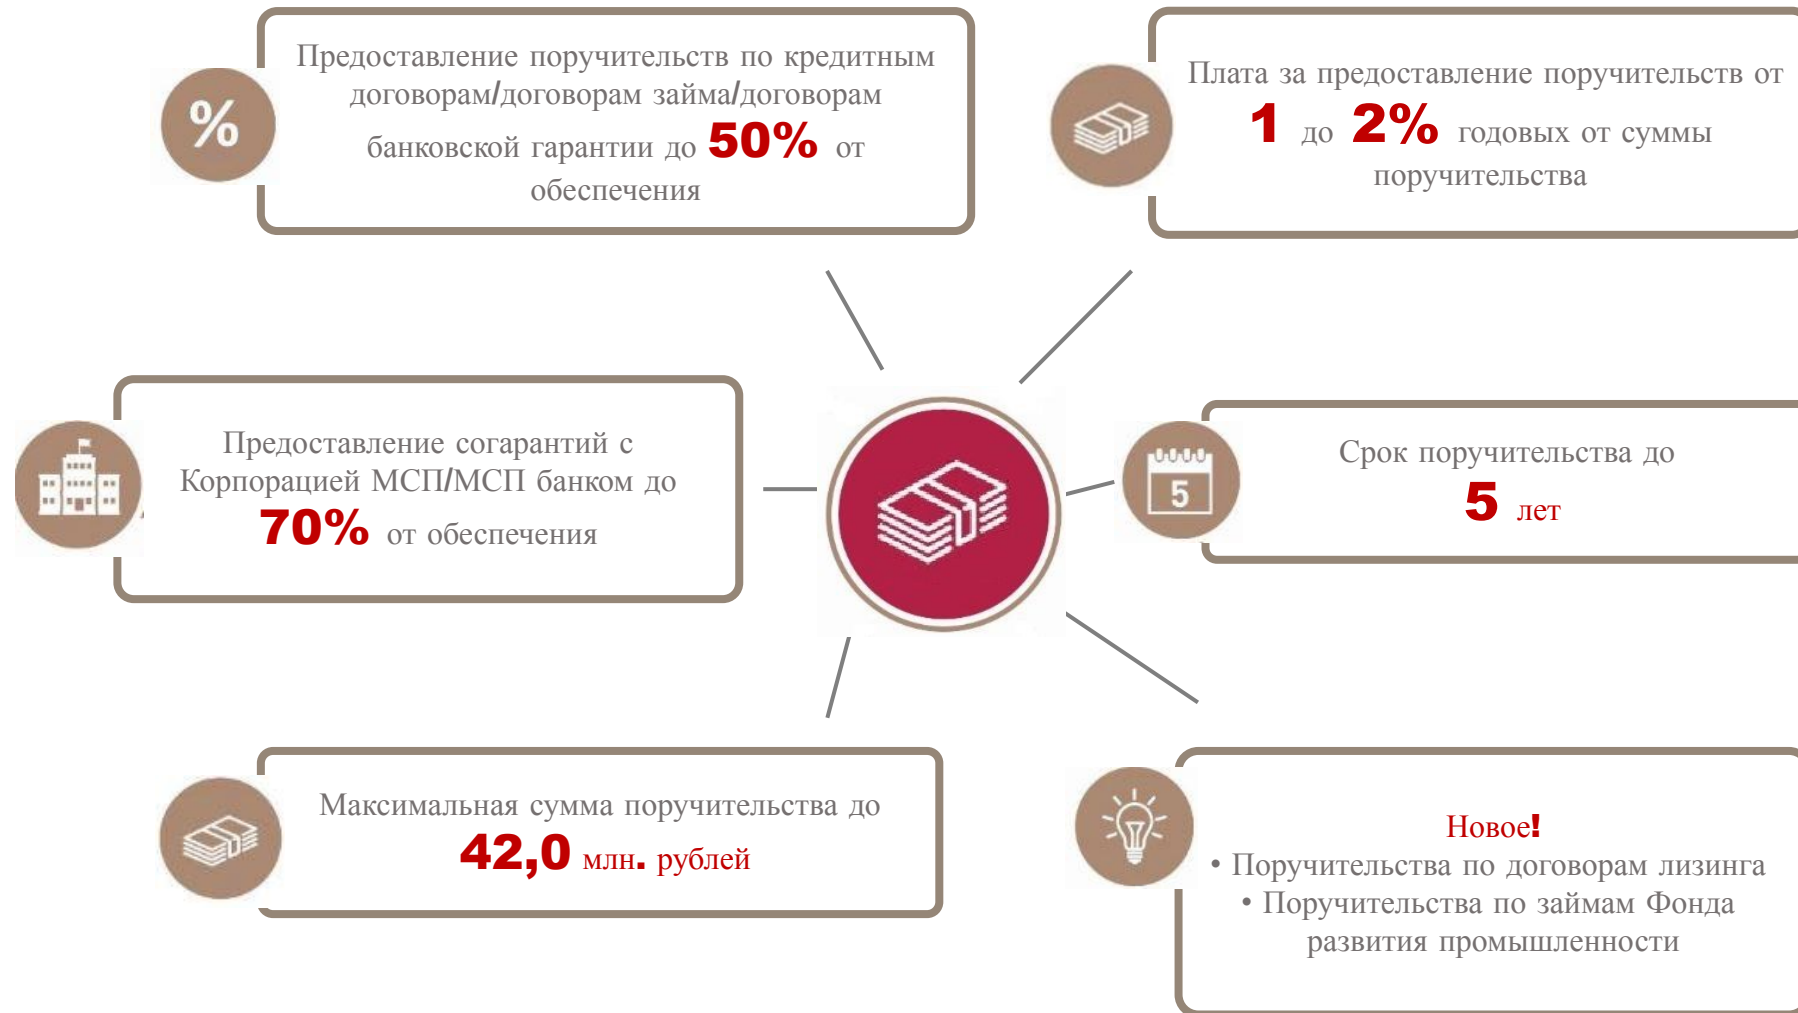 Предоставление поручительств по кредитным
договорам/договорам займа/договорам
банковской гарантии до 50% от
обеспечения
Плата за предоставление поручительств от
1 до 2% годовых от суммы
поручительства
Предоставление согарантий с
Корпорацией МСП/МСП банком до
70% от обеспечения
5
Срок поручительства до
5 лет
Максимальная сумма поручительства до
42,0 млн. рублей
Новое!
• Поручительства по договорам лизинга
• Поручительства по займам Фонда
развития промышленности
%